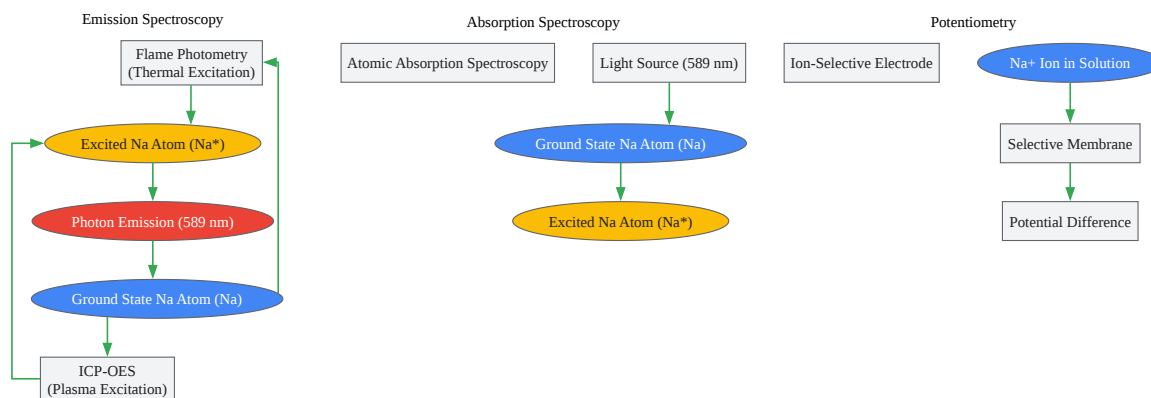 Emission Spectroscopy
Flame Photometry
(Thermal Excitation)
Excited Na Atom (Na*)
Photon Emission (589 nm)
Ground State Na Atom (Na)
ICP-OES
(Plasma Excitation)
Absorption Spectroscopy
Atomic Absorption Spectroscopy
Light Source (589 nm)
Ground State Na Atom (Na)
Excited Na Atom (Na*)
Potentiometry
Ion-Selective Electrode
Na+ Ion in Solution
Selective Membrane
Potential Difference